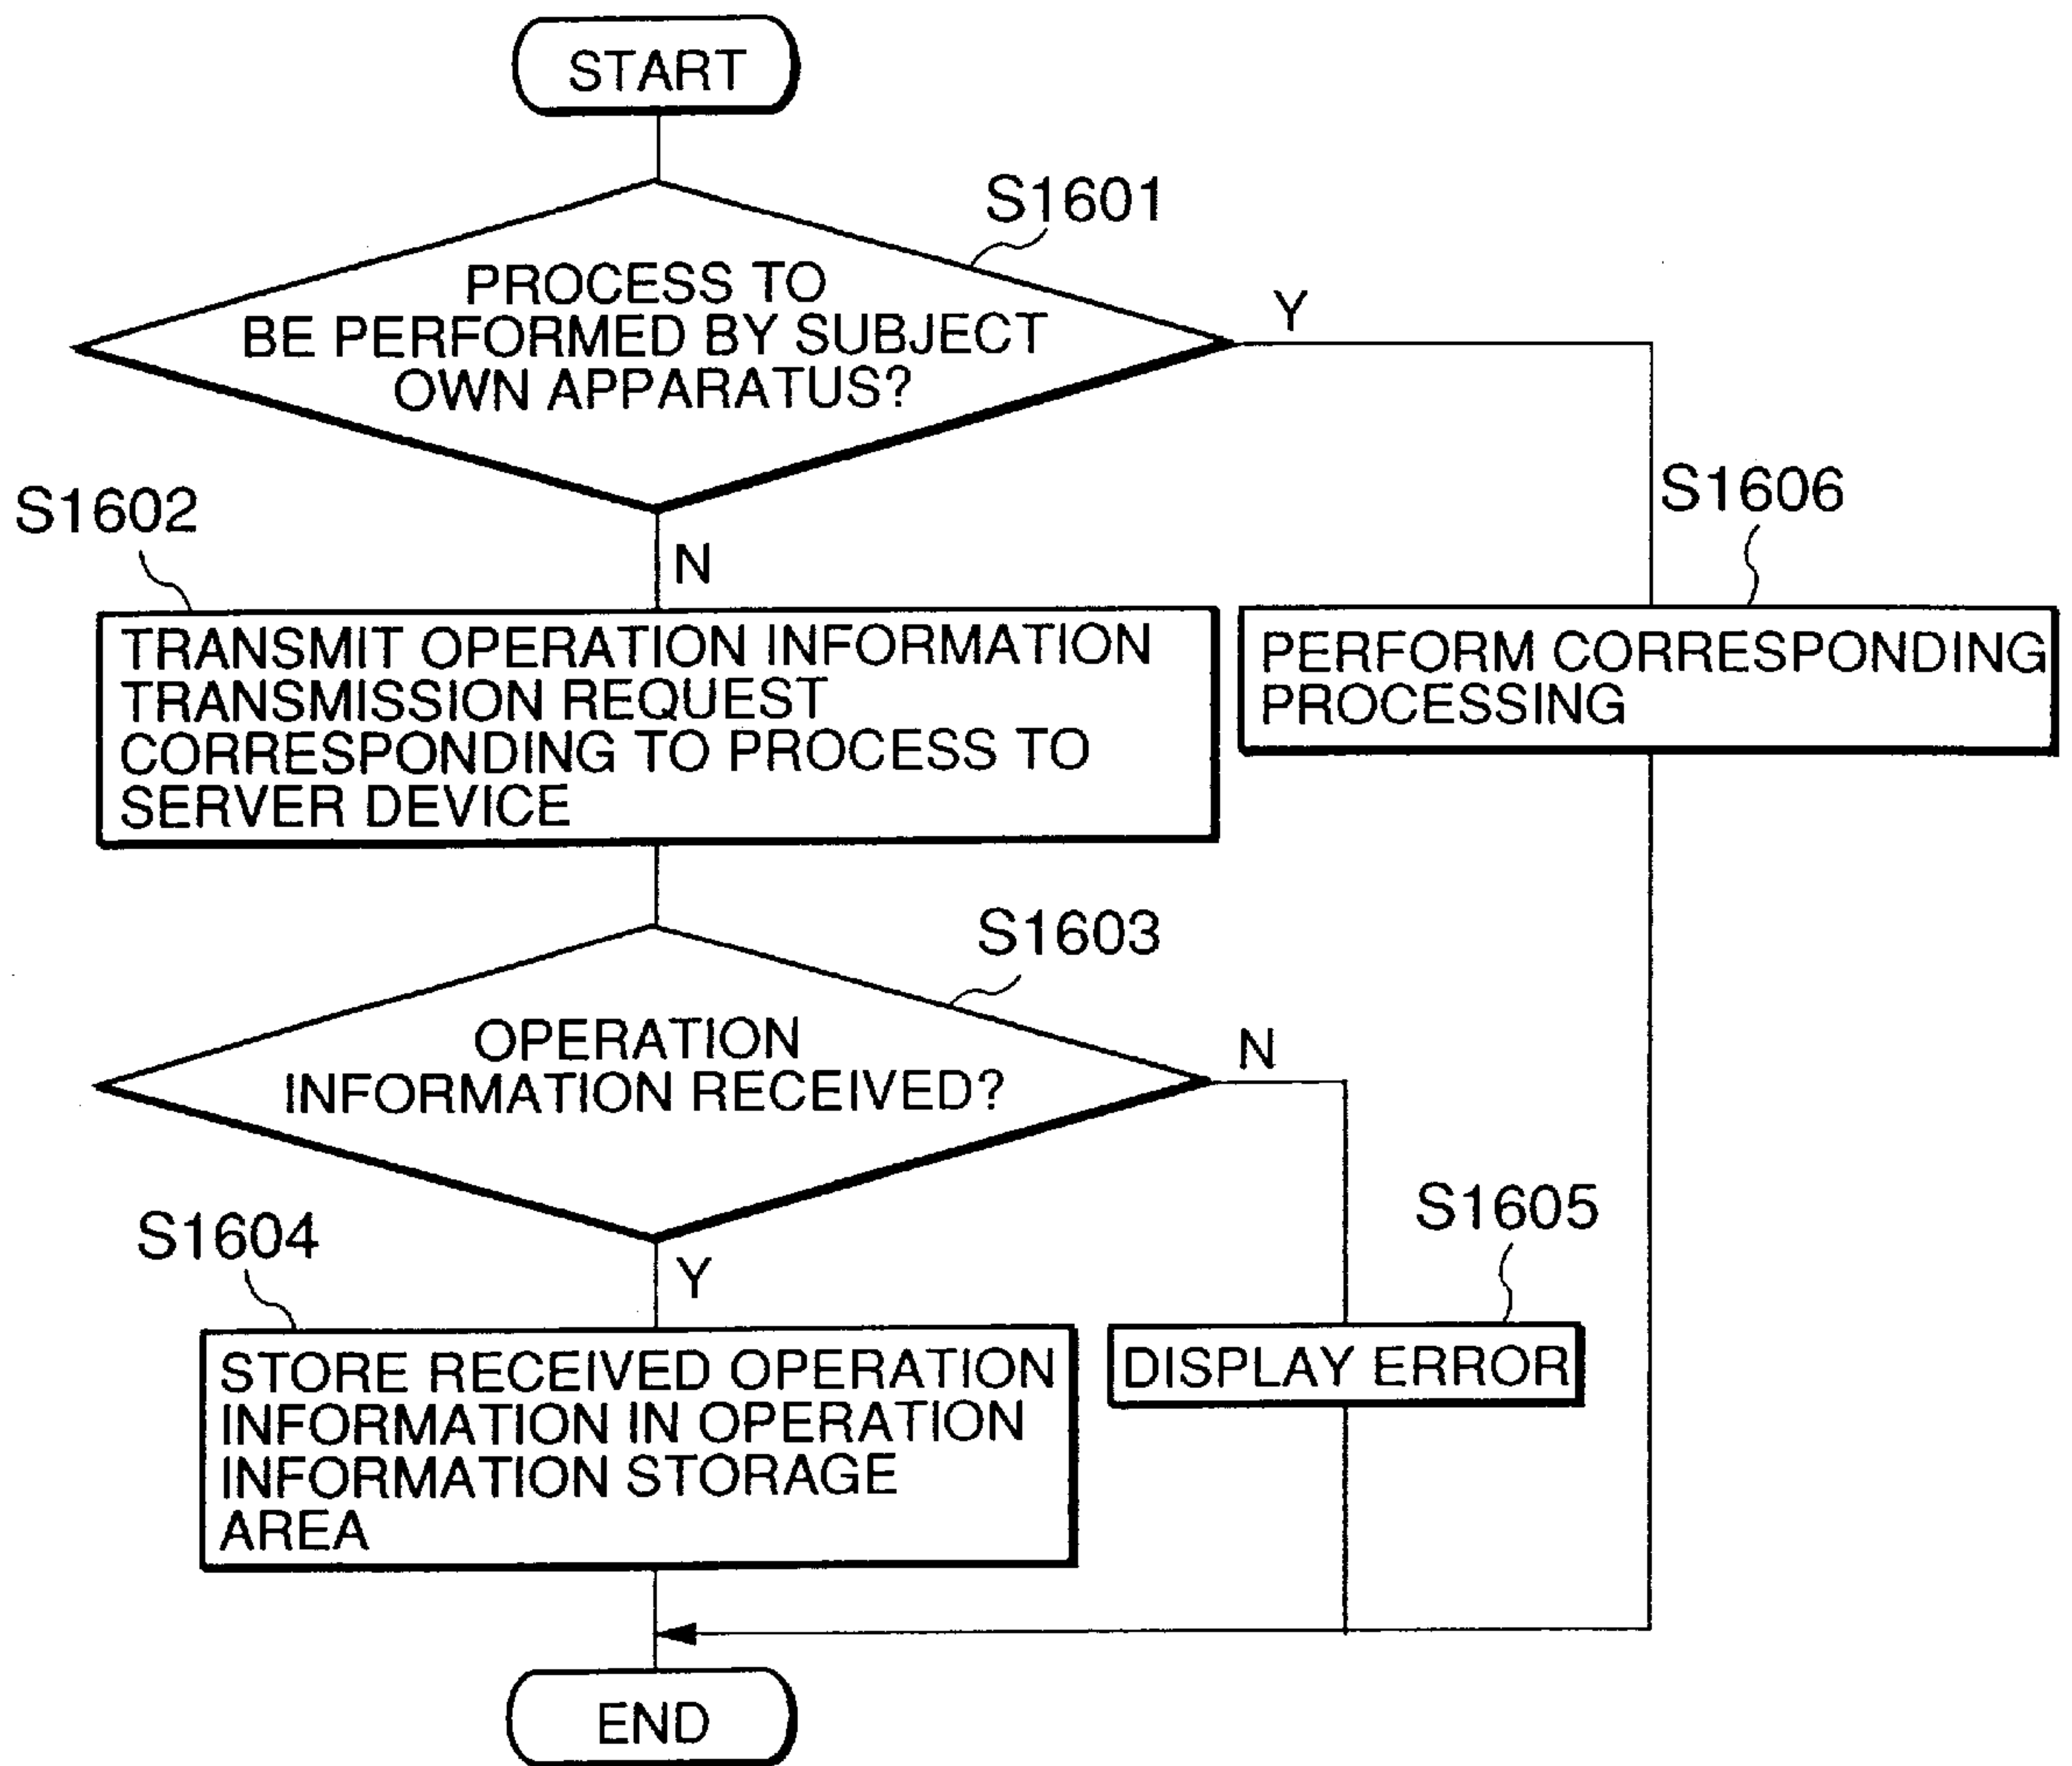 START
S1601
PROCESS TO
BE PERFORMED BY SUBJECT
OWN APPARATUS?
Y
S1602
N
S1606
TRANSMIT OPERATION INFORMATION
TRANSMISSION REQUEST
CORRESPONDING TO PROCESS TO
SERVER DEVICE
PERFORM CORRESPONDING
PROCESSING
S1603
OPERATION
INFORMATION RECEIVED?
N
S1604
Y
S1605
STORE RECEIVED OPERATION
INFORMATION IN OPERATION
INFORMATION STORAGE
AREA
DISPLAY ERROR
END